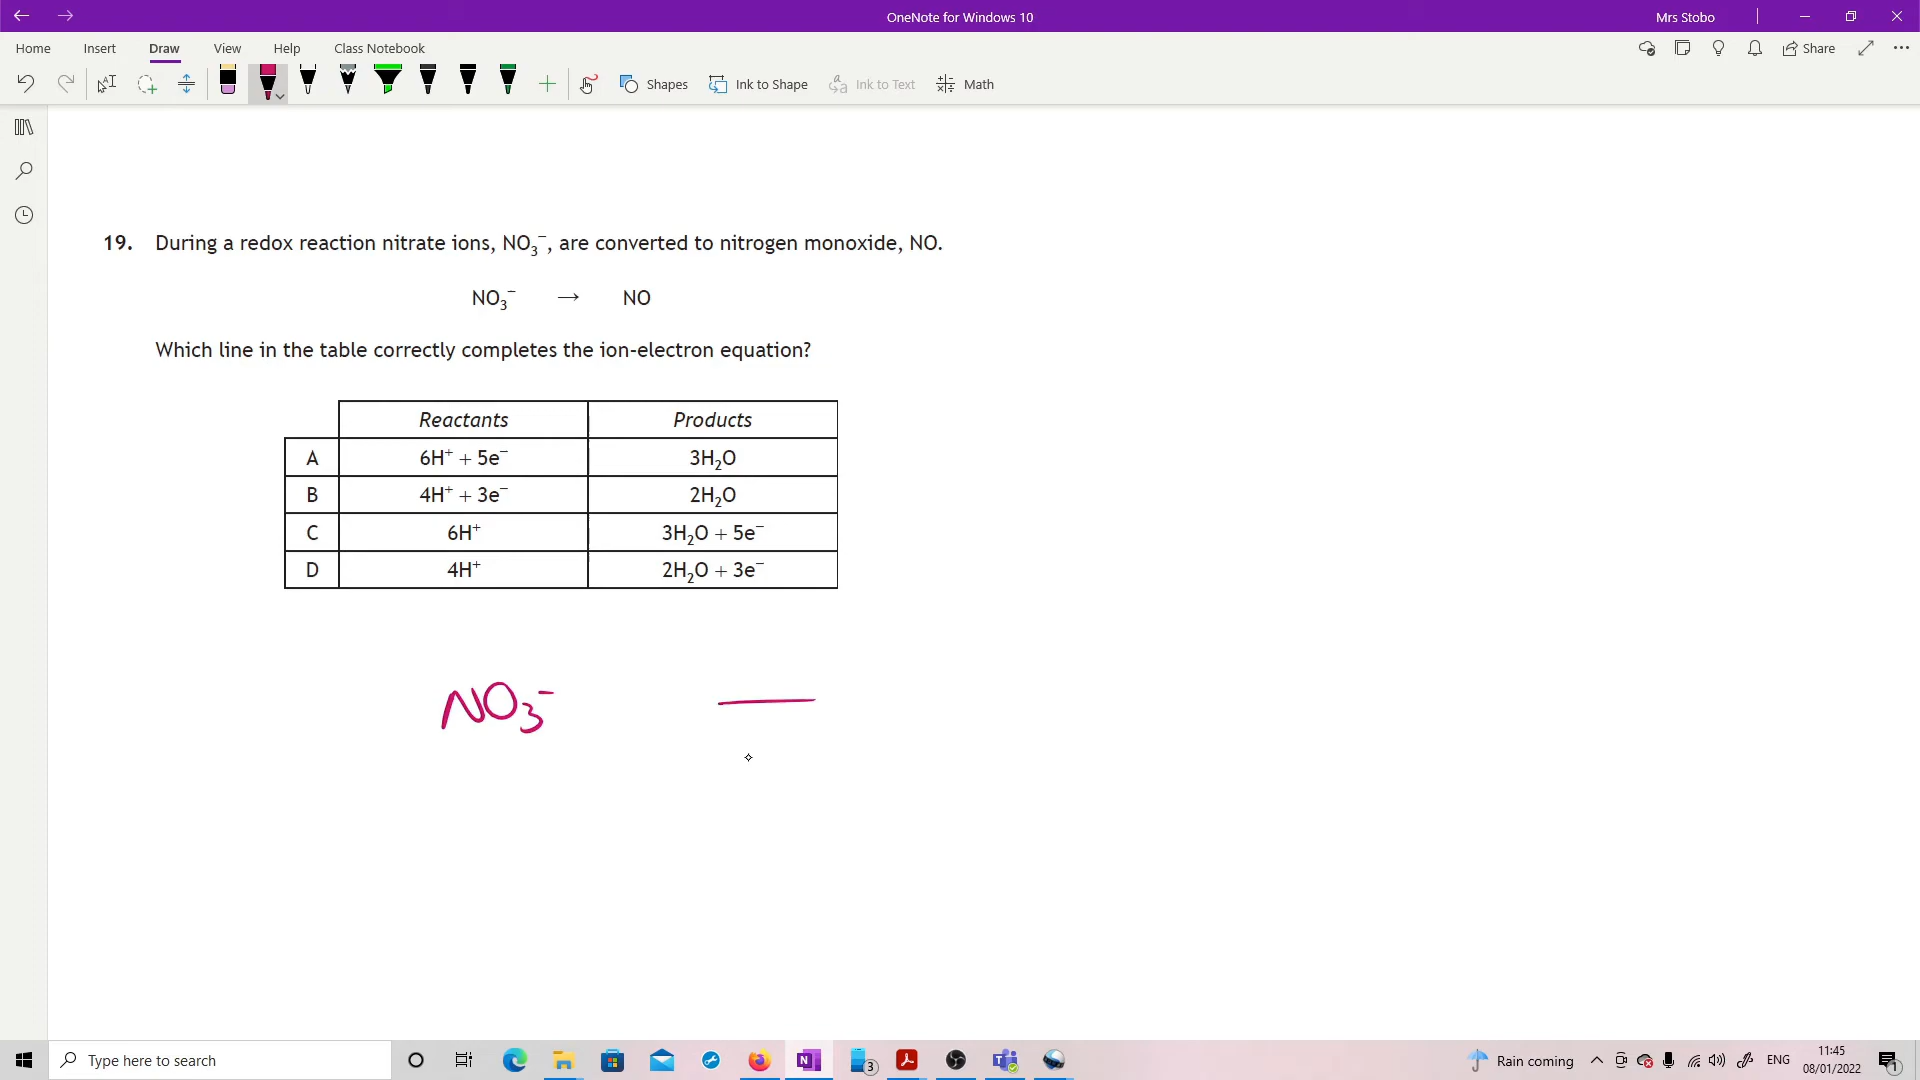 OneNote for Windows 10
Mrs Stobo
Home Insert Draw View Help Class Notebook
Share
Shapes Ink to Shape Ink to Text Math
19. During a redox reaction nitrate ions, NO₃⁻, are converted to nitrogen monoxide, NO.
NO₃⁻ → NO
Which line in the table correctly completes the ion-electron equation?
Reactants Products
A 6H⁺ + 5e⁻ 3H₂O
B 4H⁺ + 3e⁻ 2H₂O
C 6H⁺ 3H₂O + 5e⁻
D 4H⁺ 2H₂O + 3e⁻
NO₃⁻
Type here to search
3
Rain coming
ENG
11:45
08/01/2022
1